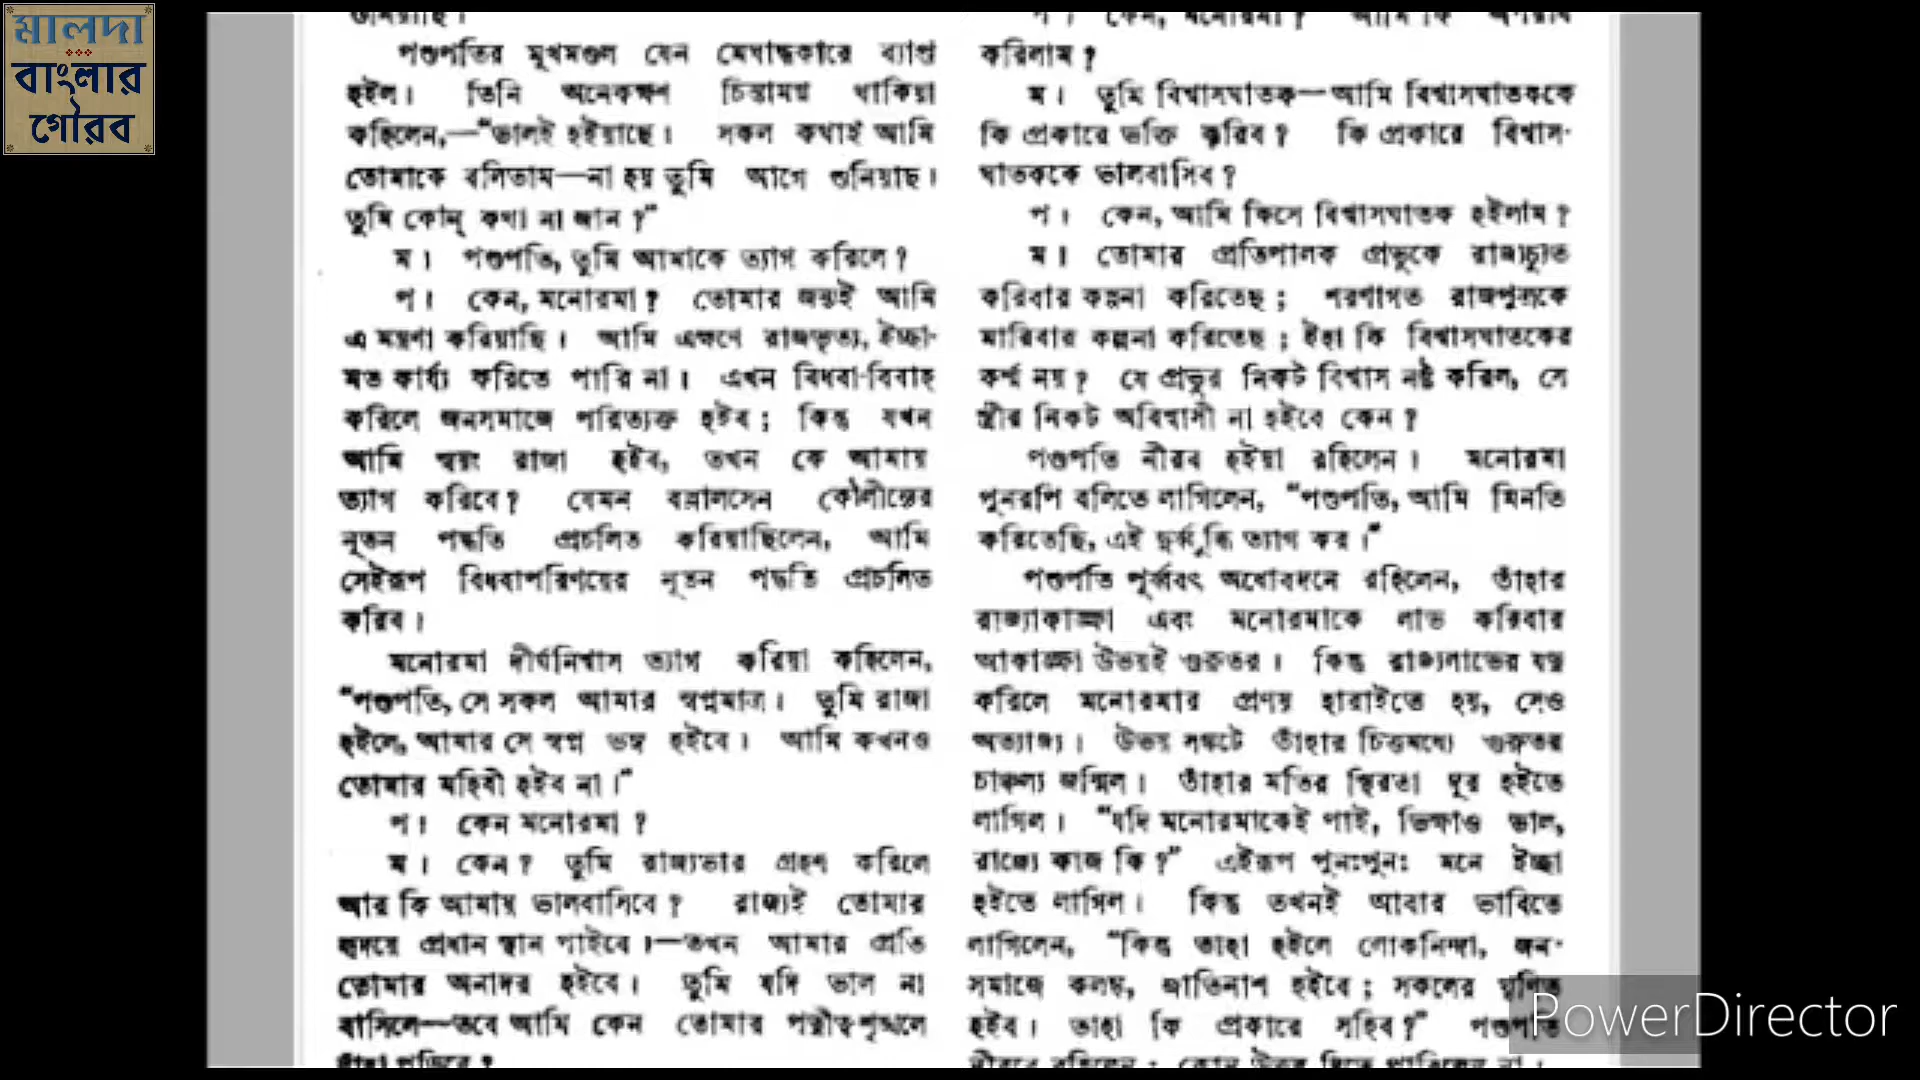 মালদা
বাংলার
গৌরব
শুনিয়াছি।
পশুপতির মুখমণ্ডল যেন মেঘান্ধকারে ব্যাপ্ত
হইল। তিনি অনেকক্ষণ চিন্তামগ্ন থাকিয়া
কহিলেন,—“ভালই হইয়াছে। সকল কথাই আমি
তোমাকে বলিতাম—না হয় তুমি আগে শুনিয়াছ।
তুমি কোন্ কথা না জান?”
ম। পশুপতি, তুমি আমাকে ত্যাগ করিলে?
প। কেন, মনোরমা? তোমার জন্যই আমি
এ মন্ত্রণা করিয়াছি। আমি এক্ষণে রাজভৃত্য, ইচ্ছা-
মত কার্য্য করিতে পারি না। এখন বিধবা-বিবাহ
করিলে জনসমাজে পরিত্যক্ত হইব; কিন্তু যখন
আমি স্বয়ং রাজা হইব, তখন কে আমায়
ত্যাগ করিবে? যেমন বল্লালসেন কৌলীন্যের
নূতন পদ্ধতি প্রচলিত করিয়াছিলেন, আমি
সেইরূপ বিধবাপরিণয়ের নূতন পদ্ধতি প্রচলিত
করিব।
মনোরমা দীর্ঘনিশ্বাস ত্যাগ করিয়া কহিলেন,
“পশুপতি, সে সকল আমার স্বপ্নমাত্র। তুমি রাজা
হইলে, আমার সে স্বপ্ন ভঙ্গ হইবে। আমি কখনও
তোমার মহিষী হইব না।”
প। কেন মনোরমা?
ম। কেন? তুমি রাজ্যভার গ্রহণ করিলে
আর কি আমায় ভালবাসিবে? রাজ্যই তোমার
হৃদয়ে প্রধান স্থান পাইবে।—তখন আমার প্রতি
তোমার অনাদর হইবে। তুমি যদি ভাল না
বাসিলে—তবে আমি কেন তোমার পত্নীত্ব-শৃঙ্খলে
বাঁধা পড়িব?
প। কেন, মনোরমা? আমি কি অপরাধ
করিলাম?
ম। তুমি বিশ্বাসঘাতক—আমি বিশ্বাসঘাতককে
কি প্রকারে ভক্তি করিব? কি প্রকারে বিশ্বাস-
ঘাতককে ভালবাসিব?
প। কেন, আমি কিসে বিশ্বাসঘাতক হইলাম?
ম। তোমার প্রতিপালক প্রভুকে রাজ্যচ্যুত
করিবার কল্পনা করিতেছ; শরণাগত রাজপুত্রকে
মারিবার কল্পনা করিতেছ; ইহা কি বিশ্বাসঘাতকের
কর্ম্ম নয়? যে প্রভুর নিকট বিশ্বাস নষ্ট করিল, সে
স্ত্রীর নিকট অবিশ্বাসী না হইবে কেন?
পশুপতি নীরব হইয়া রহিলেন। মনোরমা
পুনরপি বলিতে লাগিলেন, “পশুপতি, আমি মিনতি
করিতেছি, এই দুর্ব্বুদ্ধি ত্যাগ কর।”
পশুপতি পূর্ব্ববৎ অধোবদনে রহিলেন, তাঁহার
রাজ্যাকাঙ্ক্ষা এবং মনোরমাকে লাভ করিবার
আকাঙ্ক্ষা উভয়ই গুরুতর। কিন্তু রাজ্যলাভের যত্ন
করিলে মনোরমার প্রণয় হারাইতে হয়, সেও
অত্যাজ্য। উভয় সঙ্কটে তাঁহার চিত্তমধ্যে গুরুতর
চাঞ্চল্য জন্মিল। তাঁহার মতির স্থিরতা দূর হইতে
লাগিল। “যদি মনোরমাকেই পাই, ভিক্ষাও ভাল,
রাজ্যে কাজ কি?” এইরূপ পুনঃপুনঃ মনে ইচ্ছা
হইতে লাগিল। কিন্তু তখনই আবার ভাবিতে
লাগিলেন, “কিন্তু তাহা হইলে লোকনিন্দা, জন-
সমাজে কলঙ্ক, জাতিনাশ হইবে; সকলের ঘৃণিত
হইব। তাহা কি প্রকারে সহিব?” পশুপতি
নীরবে রহিলেন; কোন উত্তর দিতে পারিলেন না।
PowerDirector